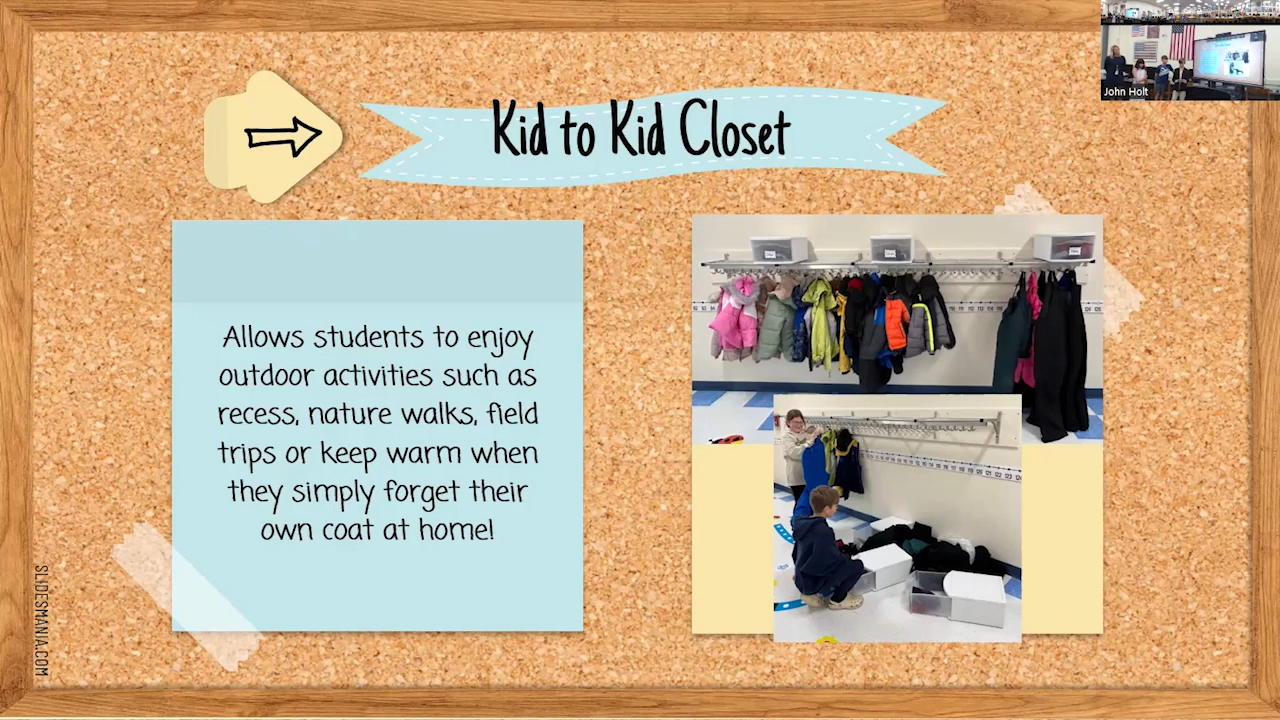 Kid to Kid Closet
John Holt
Allows students to enjoy
outdoor activities such as
recess, nature walks, field
trips or keep warm when
they simply forget their
own coat at home!
SLIDESMANIA.COM